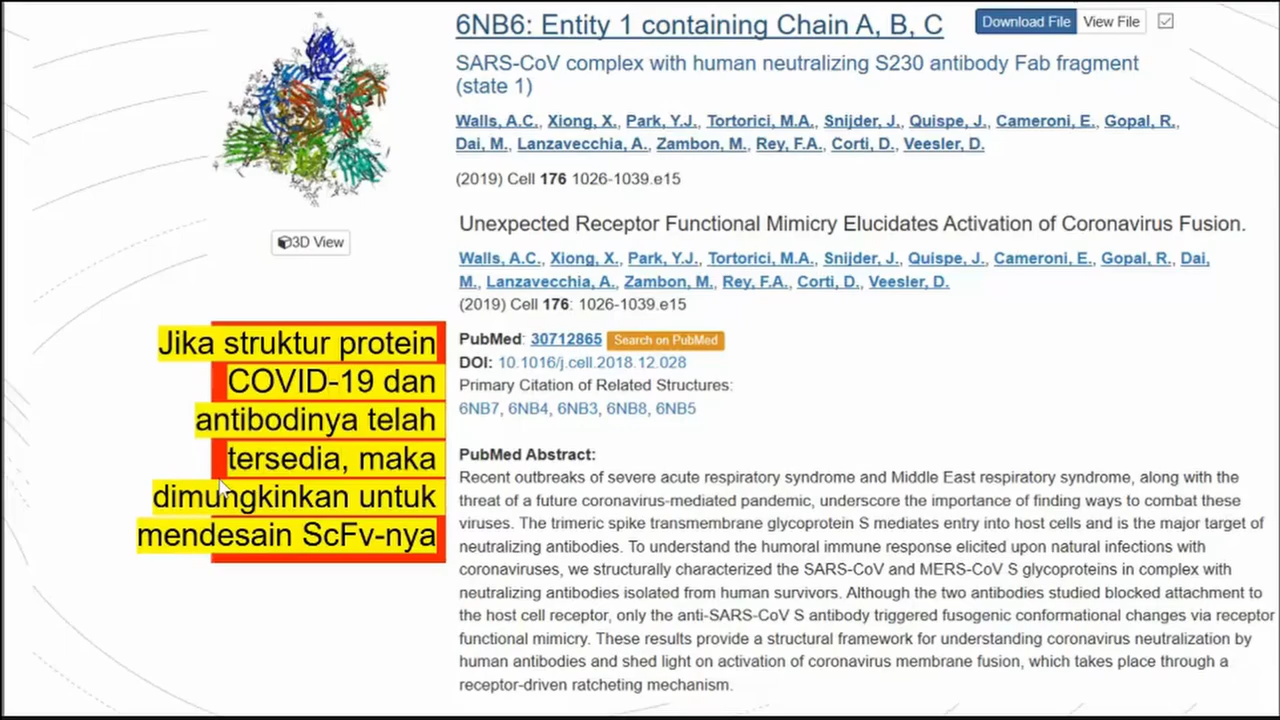 6NB6: Entity 1 containing Chain A, B, C
Download File View File
SARS-CoV complex with human neutralizing S230 antibody Fab fragment
(state 1)
Walls, A.C., Xiong, X., Park, Y.J., Tortorici, M.A., Snijder, J., Quispe, J., Cameroni, E., Gopal, R.,
Dai, M., Lanzavecchia, A., Zambon, M., Rey, F.A., Corti, D., Veesler, D.
(2019) Cell 176 1026-1039.e15
3D View
Unexpected Receptor Functional Mimicry Elucidates Activation of Coronavirus Fusion.
Walls, A.C., Xiong, X., Park, Y.J., Tortorici, M.A., Snijder, J., Quispe, J., Cameroni, E., Gopal, R., Dai,
M., Lanzavecchia, A., Zambon, M., Rey, F.A., Corti, D., Veesler, D.
(2019) Cell 176: 1026-1039.e15
Jika struktur protein
COVID-19 dan
antibodinya telah
tersedia, maka
dimungkinkan untuk
mendesain ScFv-nya
PubMed: 30712865 Search on PubMed
DOI: 10.1016/j.cell.2018.12.028
Primary Citation of Related Structures:
6NB7, 6NB4, 6NB3, 6NB8, 6NB5
PubMed Abstract:
Recent outbreaks of severe acute respiratory syndrome and Middle East respiratory syndrome, along with the
threat of a future coronavirus-mediated pandemic, underscore the importance of finding ways to combat these
viruses. The trimeric spike transmembrane glycoprotein S mediates entry into host cells and is the major target of
neutralizing antibodies. To understand the humoral immune response elicited upon natural infections with
coronaviruses, we structurally characterized the SARS-CoV and MERS-CoV S glycoproteins in complex with
neutralizing antibodies isolated from human survivors. Although the two antibodies studied blocked attachment to
the host cell receptor, only the anti-SARS-CoV S antibody triggered fusogenic conformational changes via receptor
functional mimicry. These results provide a structural framework for understanding coronavirus neutralization by
human antibodies and shed light on activation of coronavirus membrane fusion, which takes place through a
receptor-driven ratcheting mechanism.